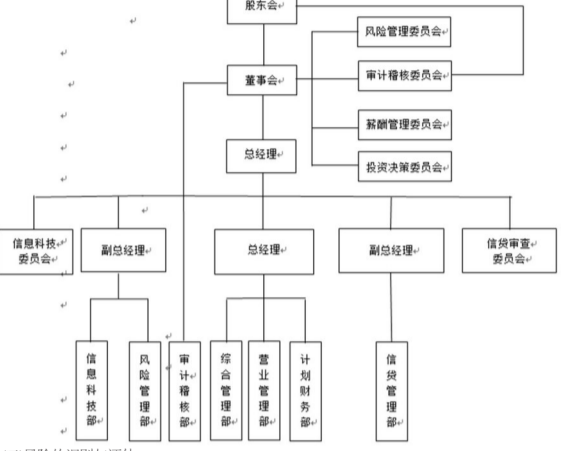 股东会
风险管理委员会
董事会
审计稽核委员会
薪酬管理委员会
总经理
投资决策委员会
信息科技
委员会
副总经理
总经理
副总经理
信贷审查
委员会
信息科技部
风险管理部
审计稽核部
综合管理部
营业管理部
计划财务部
信贷管理部